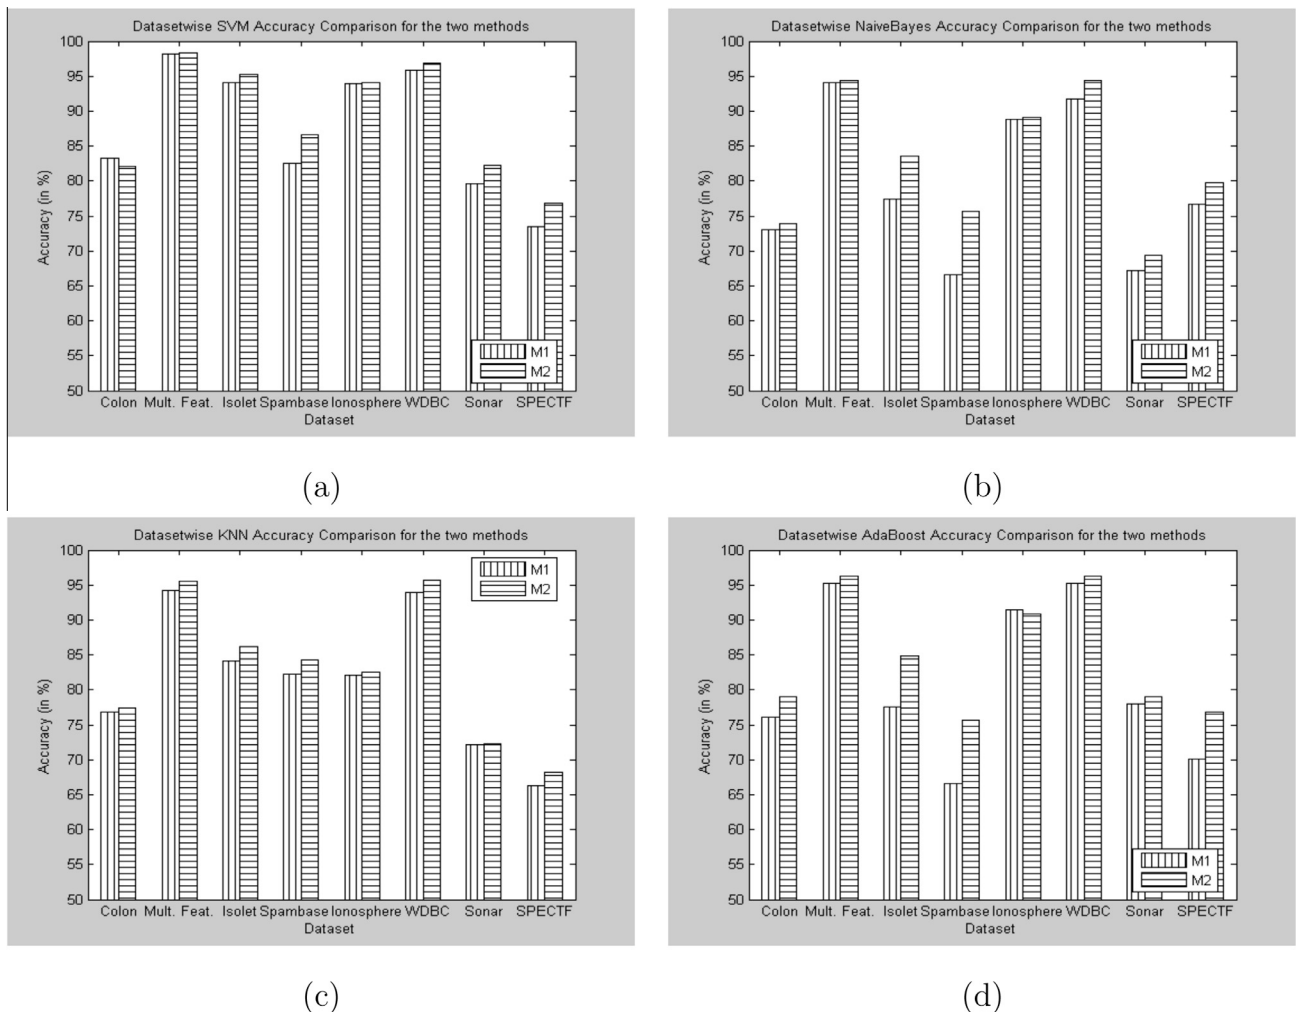 Datasetwise SVM Accuracy Comparison for the two methods
100
95
90
85
80
75
70
65
60
55
50
Accuracy (in %)
M1
M2
Colon Mult. Feat. Isolet Spambase Ionosphere WDBC Sonar SPECTF
Dataset
(a)
Datasetwise NaiveBayes Accuracy Comparison for the two methods
100
95
90
85
80
75
70
65
60
55
50
Accuracy (in %)
M1
M2
Colon Mult. Feat. Isolet Spambase Ionosphere WDBC Sonar SPECTF
Dataset
(b)
Datasetwise KNN Accuracy Comparison for the two methods
100
95
90
85
80
75
70
65
60
55
50
Accuracy (in %)
M1
M2
Colon Mult. Feat. Isolet Spambase Ionosphere WDBC Sonar SPECTF
Dataset
(c)
Datasetwise AdaBoost Accuracy Comparison for the two methods
100
95
90
85
80
75
70
65
60
55
50
Accuracy (in %)
M1
M2
Colon Mult. Feat. Isolet Spambase Ionosphere WDBC Sonar SPECTF
Dataset
(d)